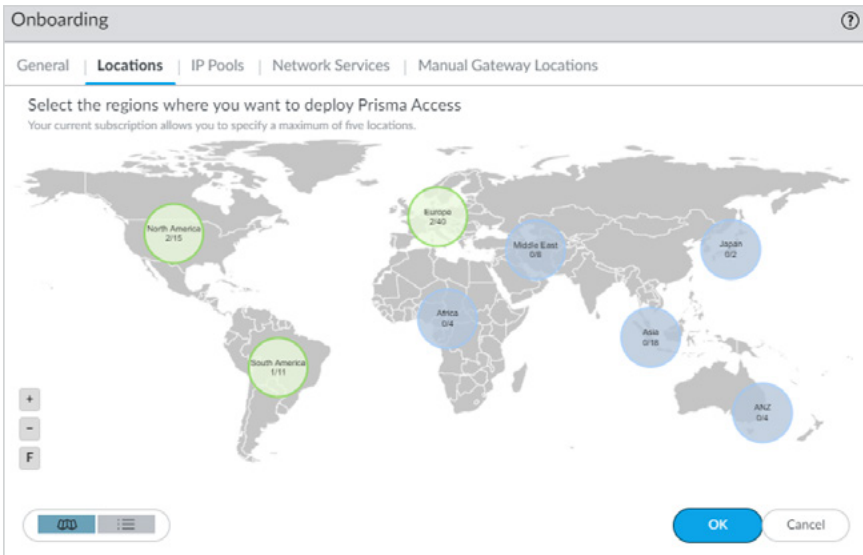 Onboarding
General | Locations | IP Pools | Network Services | Manual Gateway Locations
Select the regions where you want to deploy Prisma Access
Your current subscription allows you to specify a maximum of five locations.
North America
2/15
Europe
2/40
Middle East
0/8
Japan
0/2
Africa
0/4
Asia
0/18
South America
1/11
ANZ
0/4
+
−
F
OK
Cancel